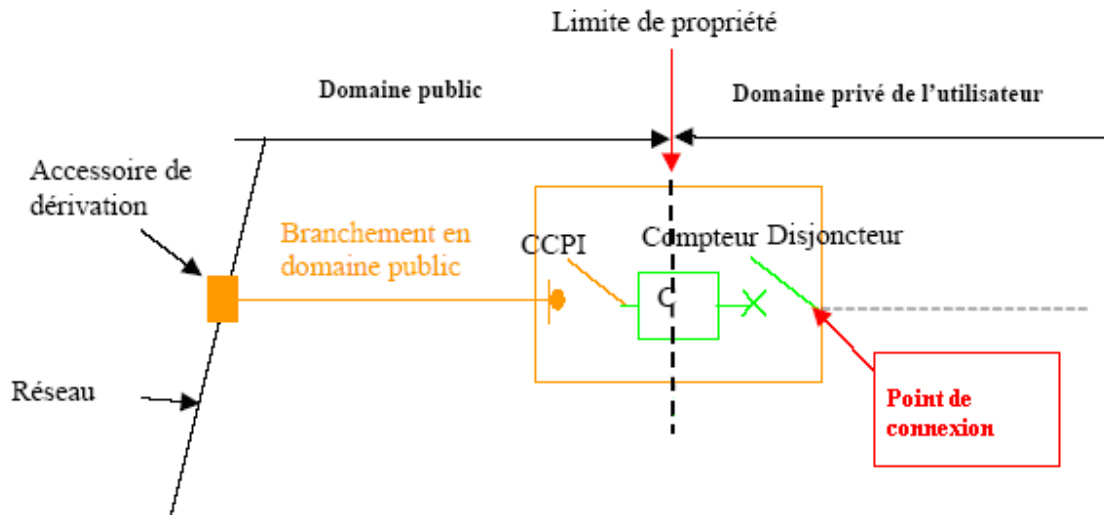 Limite de propriété
Domaine public
Domaine privé de l’utilisateur
Accessoire de
dérivation
Branchement en
domaine public
CCPI
Compteur
Disjoncteur
C
Réseau
Point de
connexion